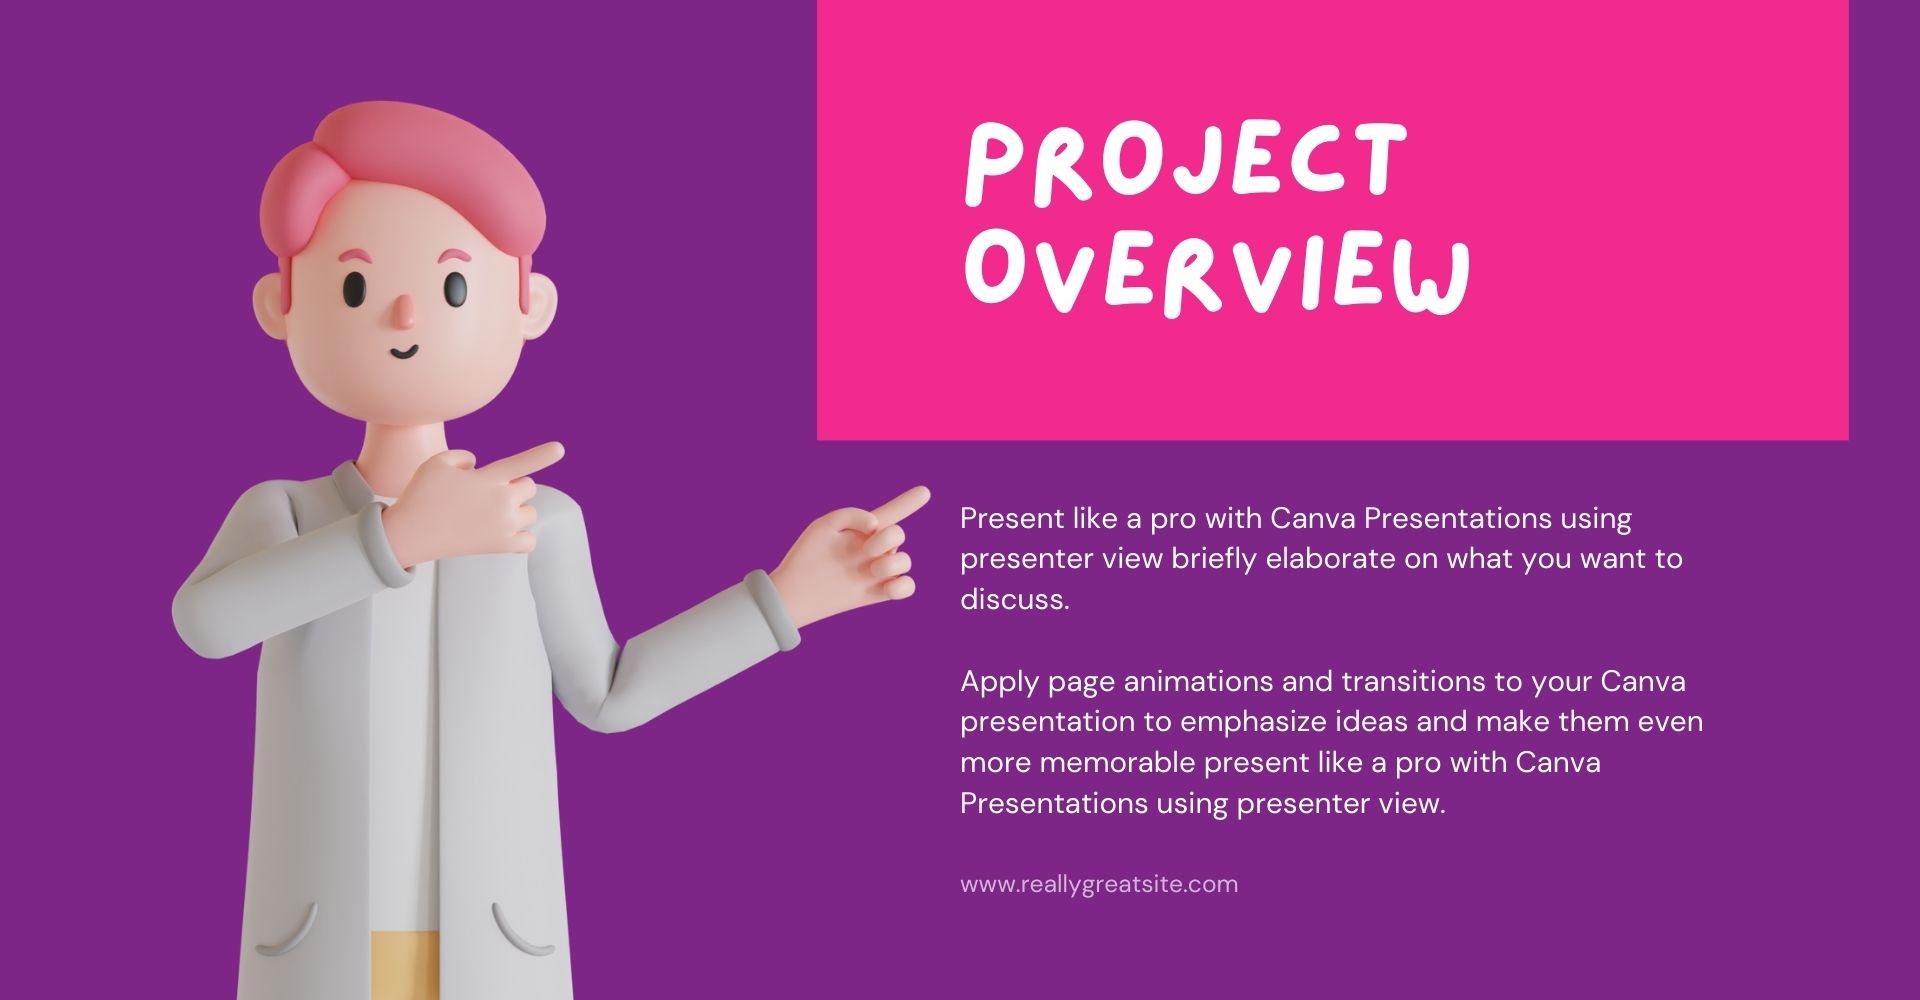 PROJECT
OVERVIEW
Present like a pro with Canva Presentations using
presenter view briefly elaborate on what you want to
discuss.
Apply page animations and transitions to your Canva
presentation to emphasize ideas and make them even
more memorable present like a pro with Canva
Presentations using presenter view.
www.reallygreatsite.com